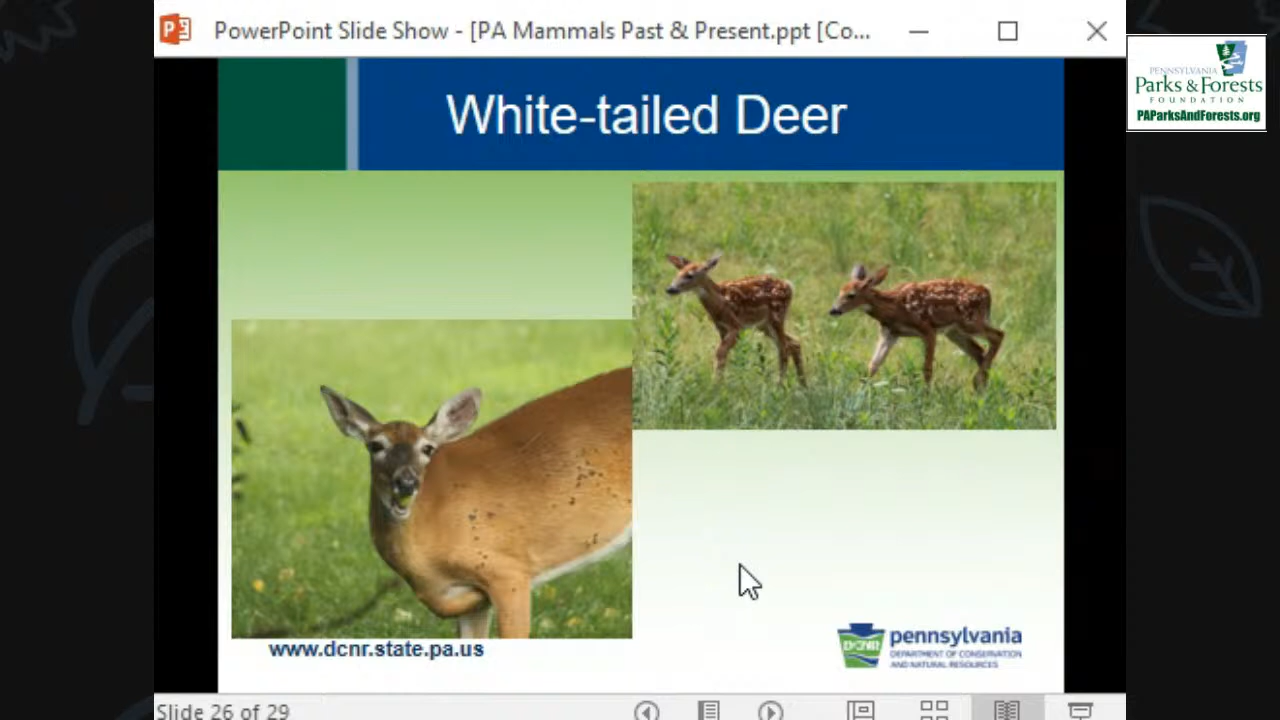 PowerPoint Slide Show - [PA Mammals Past & Present.ppt [Co...
PENNSYLVANIA
Parks & Forests
FOUNDATION
PAParksAndForests.org
White-tailed Deer
www.dcnr.state.pa.us
DCNR
pennsylvania
DEPARTMENT OF CONSERVATION
AND NATURAL RESOURCES
Slide 26 of 29